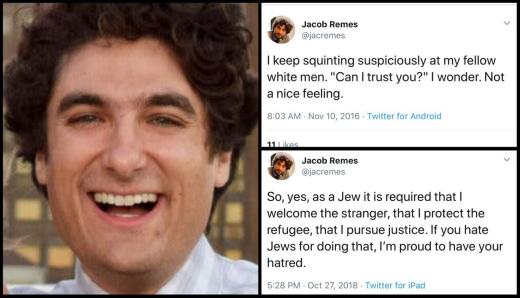 Jacob Remes
@jacremes
I keep squinting suspiciously at my fellow
white men. "Can I trust you?" I wonder. Not
a nice feeling.
8:03 AM · Nov 10, 2016 · Twitter for Android
11 Likes
Jacob Remes
@jacremes
So, yes, as a Jew it is required that I
welcome the stranger, that I protect the
refugee, that I pursue justice. If you hate
Jews for doing that, I'm proud to have your
hatred.
5:28 PM · Oct 27, 2018 · Twitter for iPad